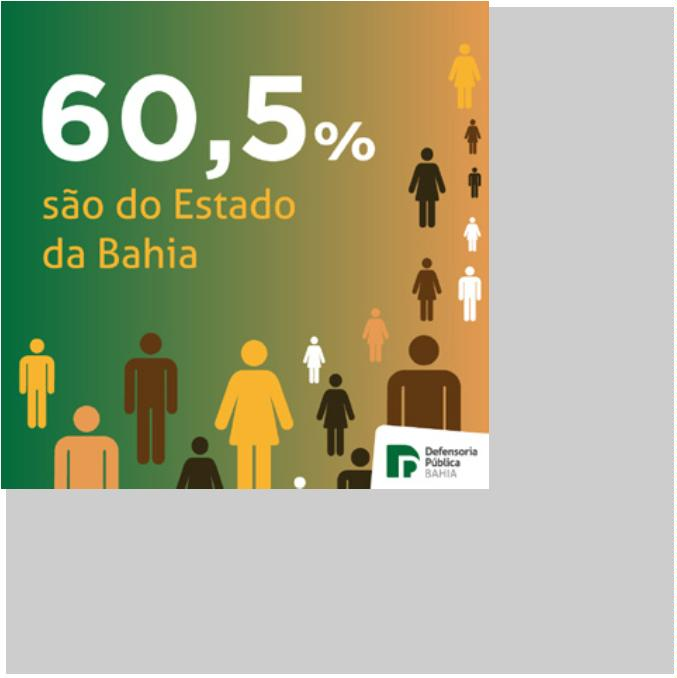 60,5%
são do Estado
da Bahia
Defensoria
Pública
BAHIA